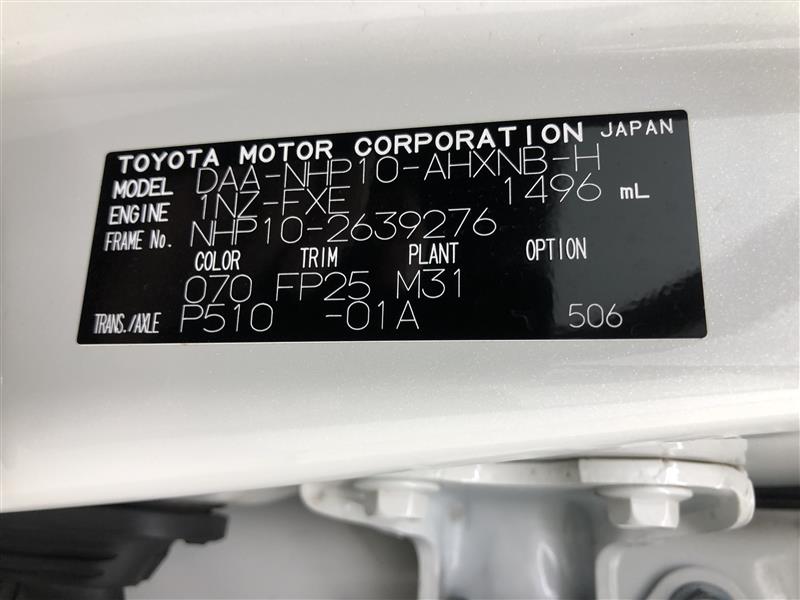 TOYOTA MOTOR CORPORATION JAPAN
MODEL DAA-NHP10-AHXNB-H
ENGINE 1NZ-FXE 1496 mL
FRAME No. NHP10-2639276
COLOR TRIM PLANT OPTION
070 FP25 M31
TRANS./AXLE P510 -01A 506